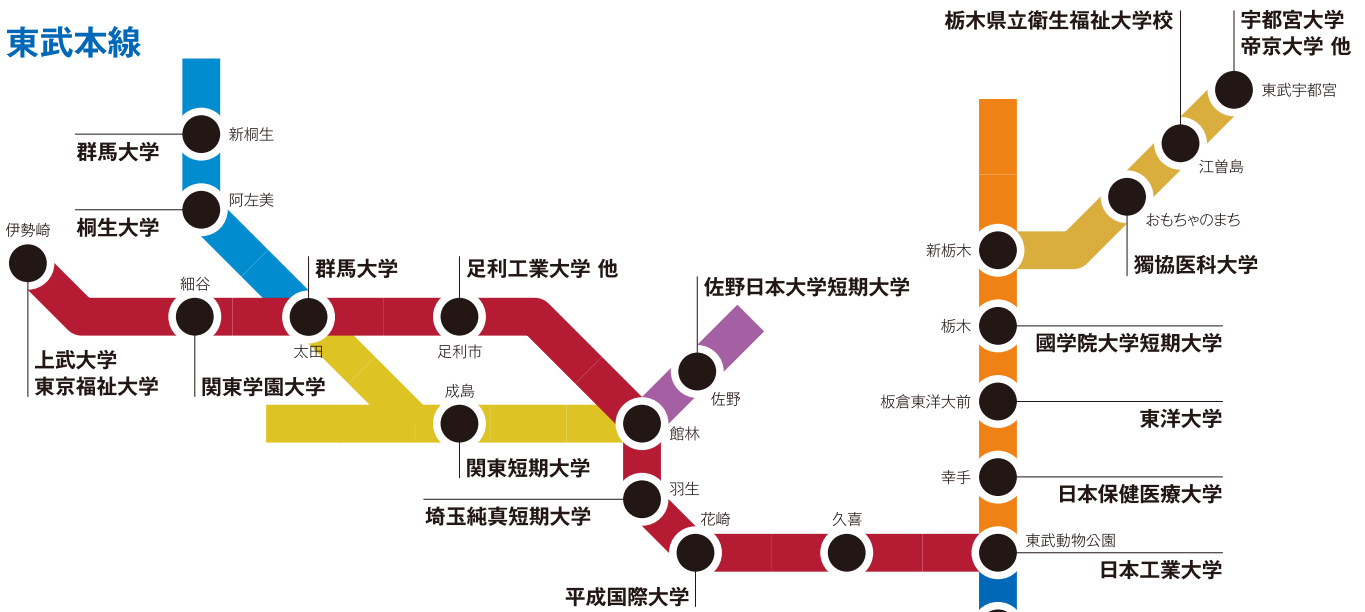 東武本線
栃木県立衛生福祉大学校
宇都宮大学
帝京大学 他
東武宇都宮
新桐生
群馬大学
江曽島
阿左美
桐生大学
おもちゃのまち
伊勢崎
新栃木
獨協医科大学
群馬大学
足利工業大学 他
細谷
佐野日本大学短期大学
栃木
國學院大学短期大学
太田
足利市
上武大学
東京福祉大学
関東学園大学
成島
佐野
板倉東洋大前
東洋大学
館林
関東短期大学
幸手
日本保健医療大学
羽生
埼玉純真短期大学
花崎
久喜
東武動物公園
日本工業大学
平成国際大学